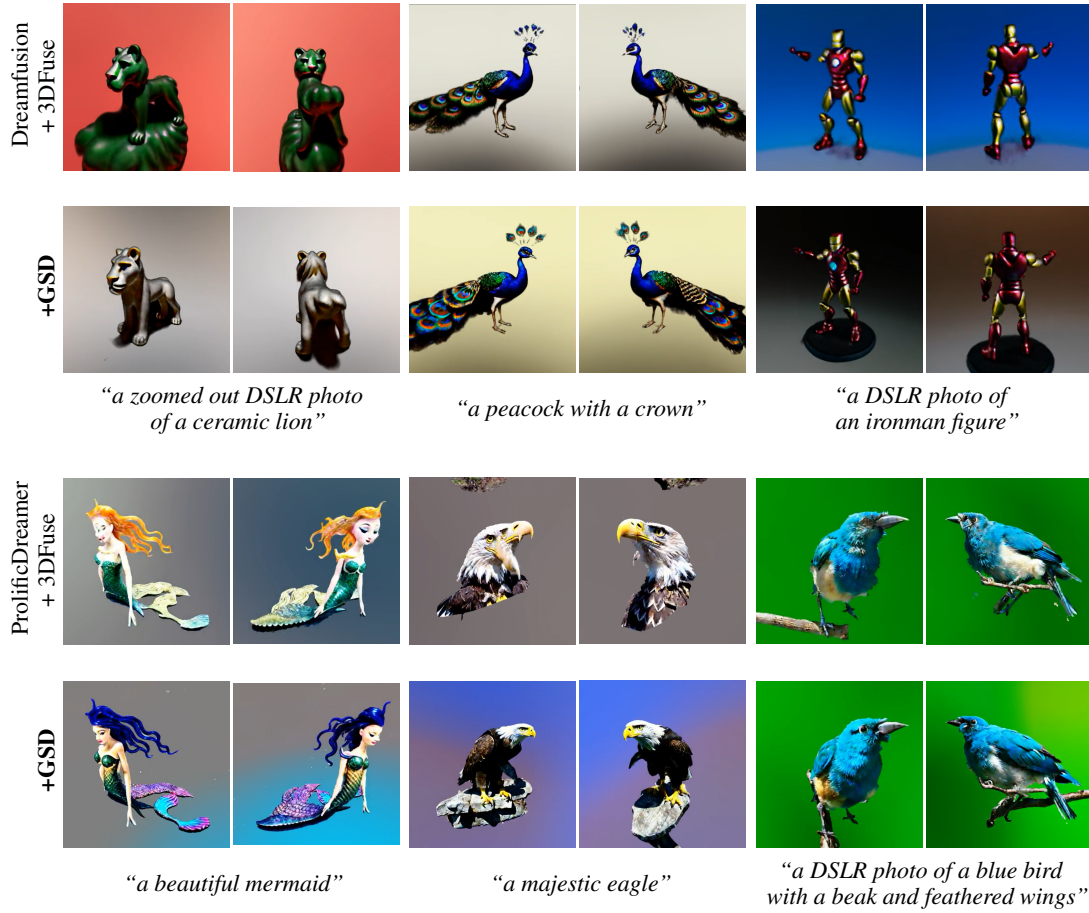 Dreamfusion
+ 3DFuse
+GSD
“a zoomed out DSLR photo
of a ceramic lion”
“a peacock with a crown”
“a DSLR photo of
an ironman figure”
ProlificDreamer
+ 3DFuse
+GSD
“a beautiful mermaid”
“a majestic eagle”
“a DSLR photo of a blue bird
with a beak and feathered wings”